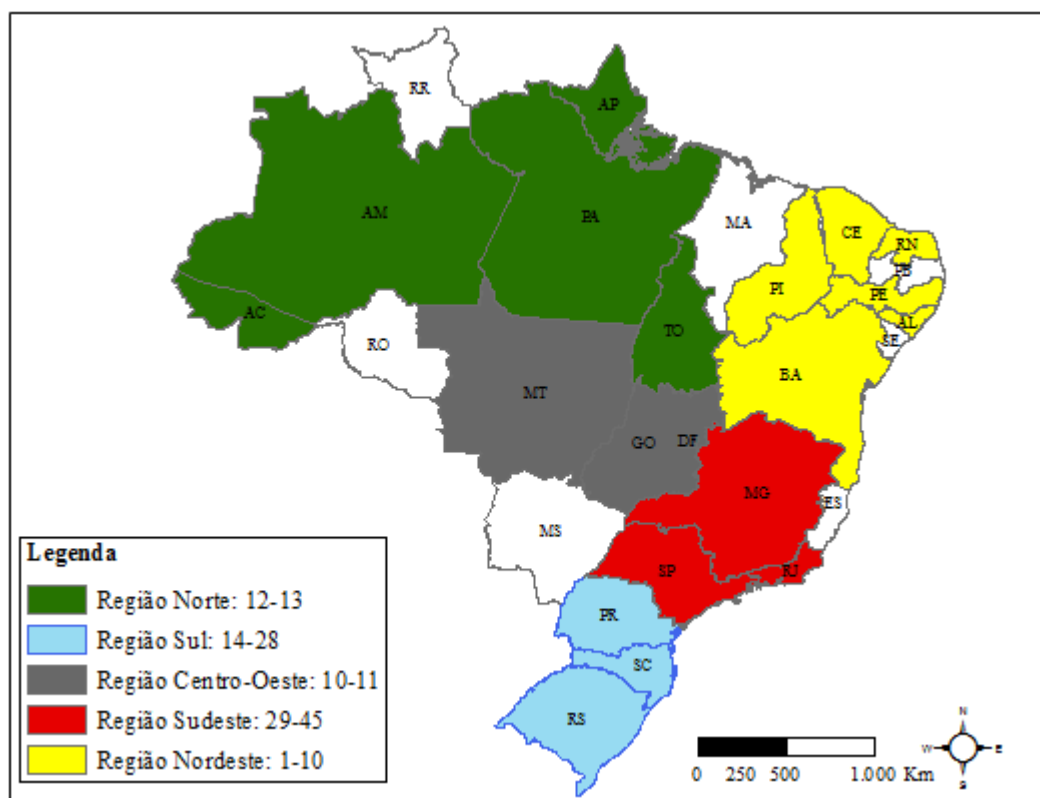 RR
AP
AM
PA
MA
CE
RN
PB
PI
PE
AC
AL
TO
SE
RO
BA
MT
GO
DF
MG
ES
MS
SP
RJ
PR
SC
RS
Legenda
Região Norte: 12-13
Região Sul: 14-28
Região Centro-Oeste: 10-11
Região Sudeste: 29-45
Região Nordeste: 1-10
N
W
E
S
0 250 500 1.000 Km